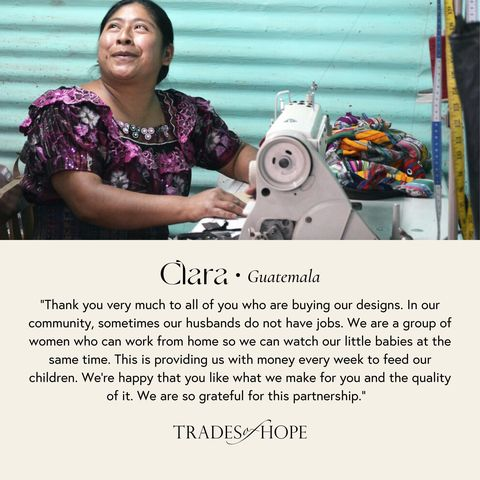 Clara • Guatemala
"Thank you very much to all of you who are buying our designs. In our
community, sometimes our husbands do not have jobs. We are a group of
women who can work from home so we can watch our little babies at the
same time. This is providing us with money every week to feed our
children. We're happy that you like what we make for you and the quality
of it. We are so grateful for this partnership."
TRADES of HOPE